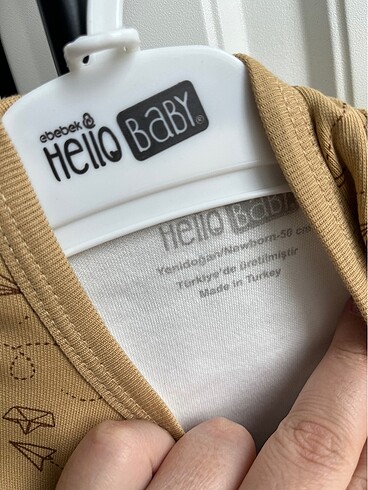 ebebek
Hello BABY®
Hello BABY
Yenidoğan/Newborn-50 cm
Türkiye'de üretilmiştir
Made in Turkey